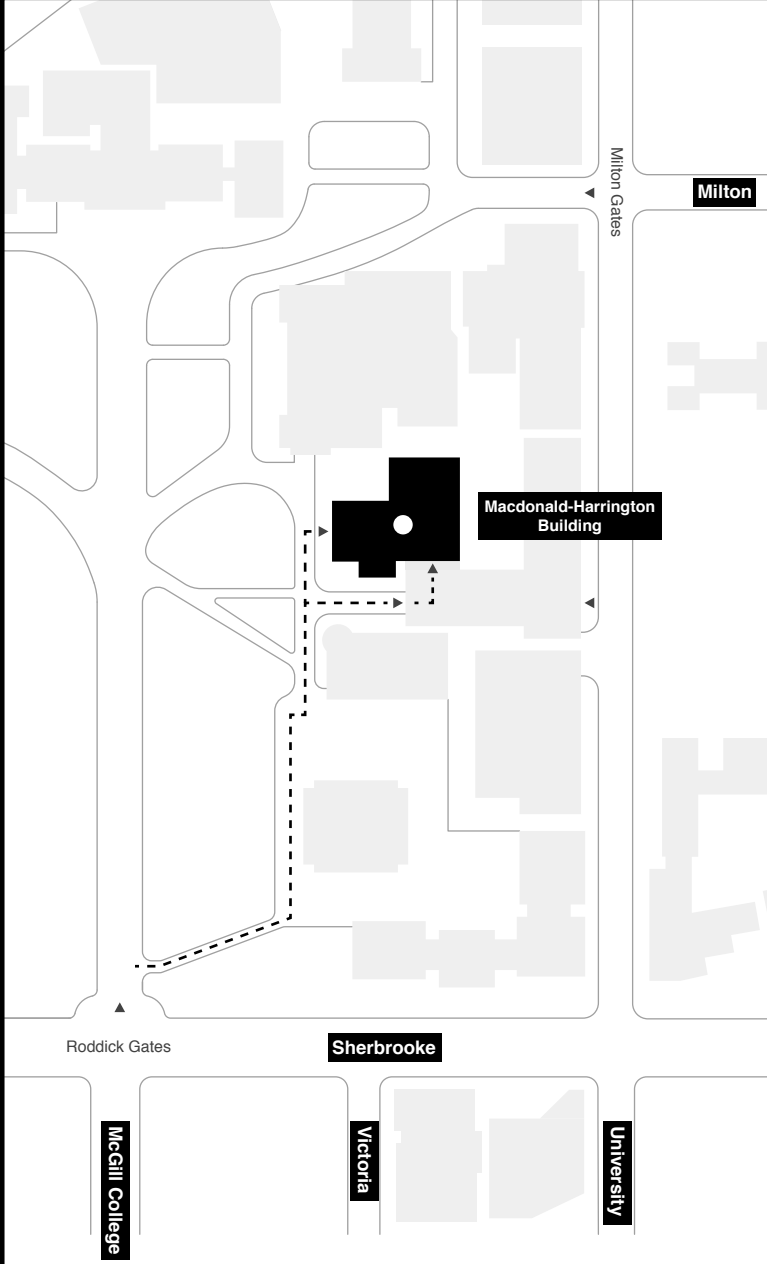 Milton Gates
Milton
Macdonald-Harrington
Building
Roddick Gates
Sherbrooke
McGill College
Victoria
University